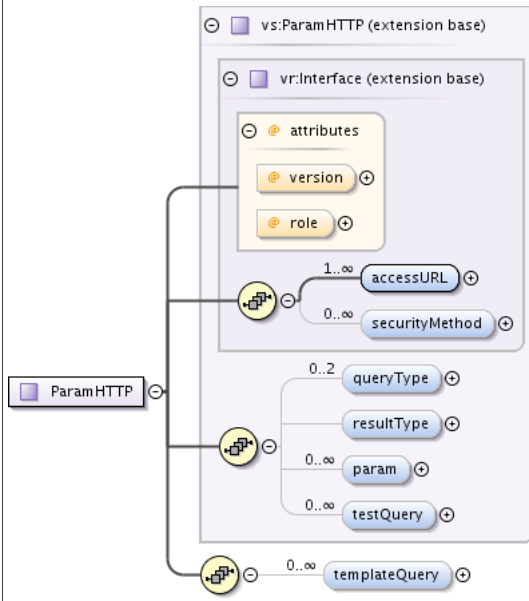 vs:ParamHTTP (extension base)
vr:Interface (extension base)
@ attributes
@ version
@ role
1..∞
accessURL
0..∞
securityMethod
ParamHTTP
0..2
queryType
resultType
0..∞
param
0..∞
testQuery
0..∞
templateQuery